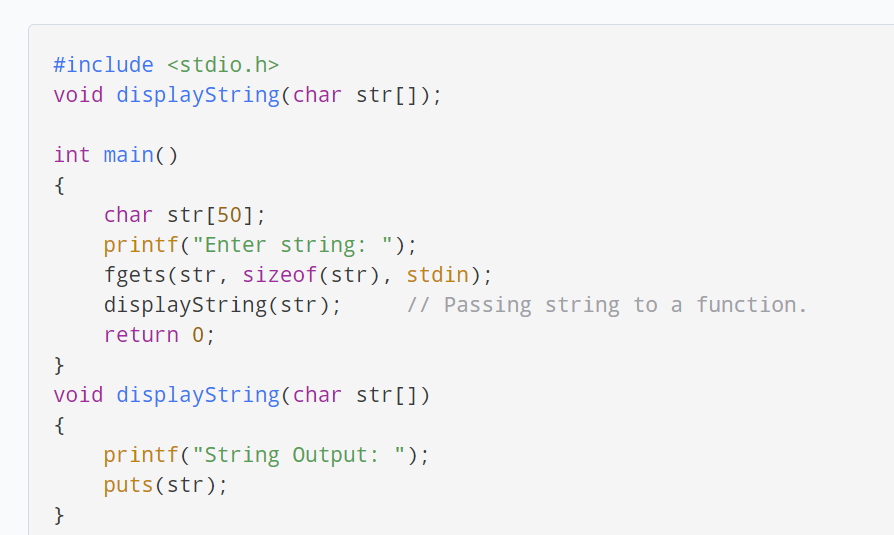 #include <stdio.h>
void displayString(char str[]);
int main()
{
char str[50];
printf("Enter string: ");
fgets(str, sizeof(str), stdin);
displayString(str);     // Passing string to a function.
return 0;
}
void displayString(char str[])
{
printf("String Output: ");
puts(str);
}